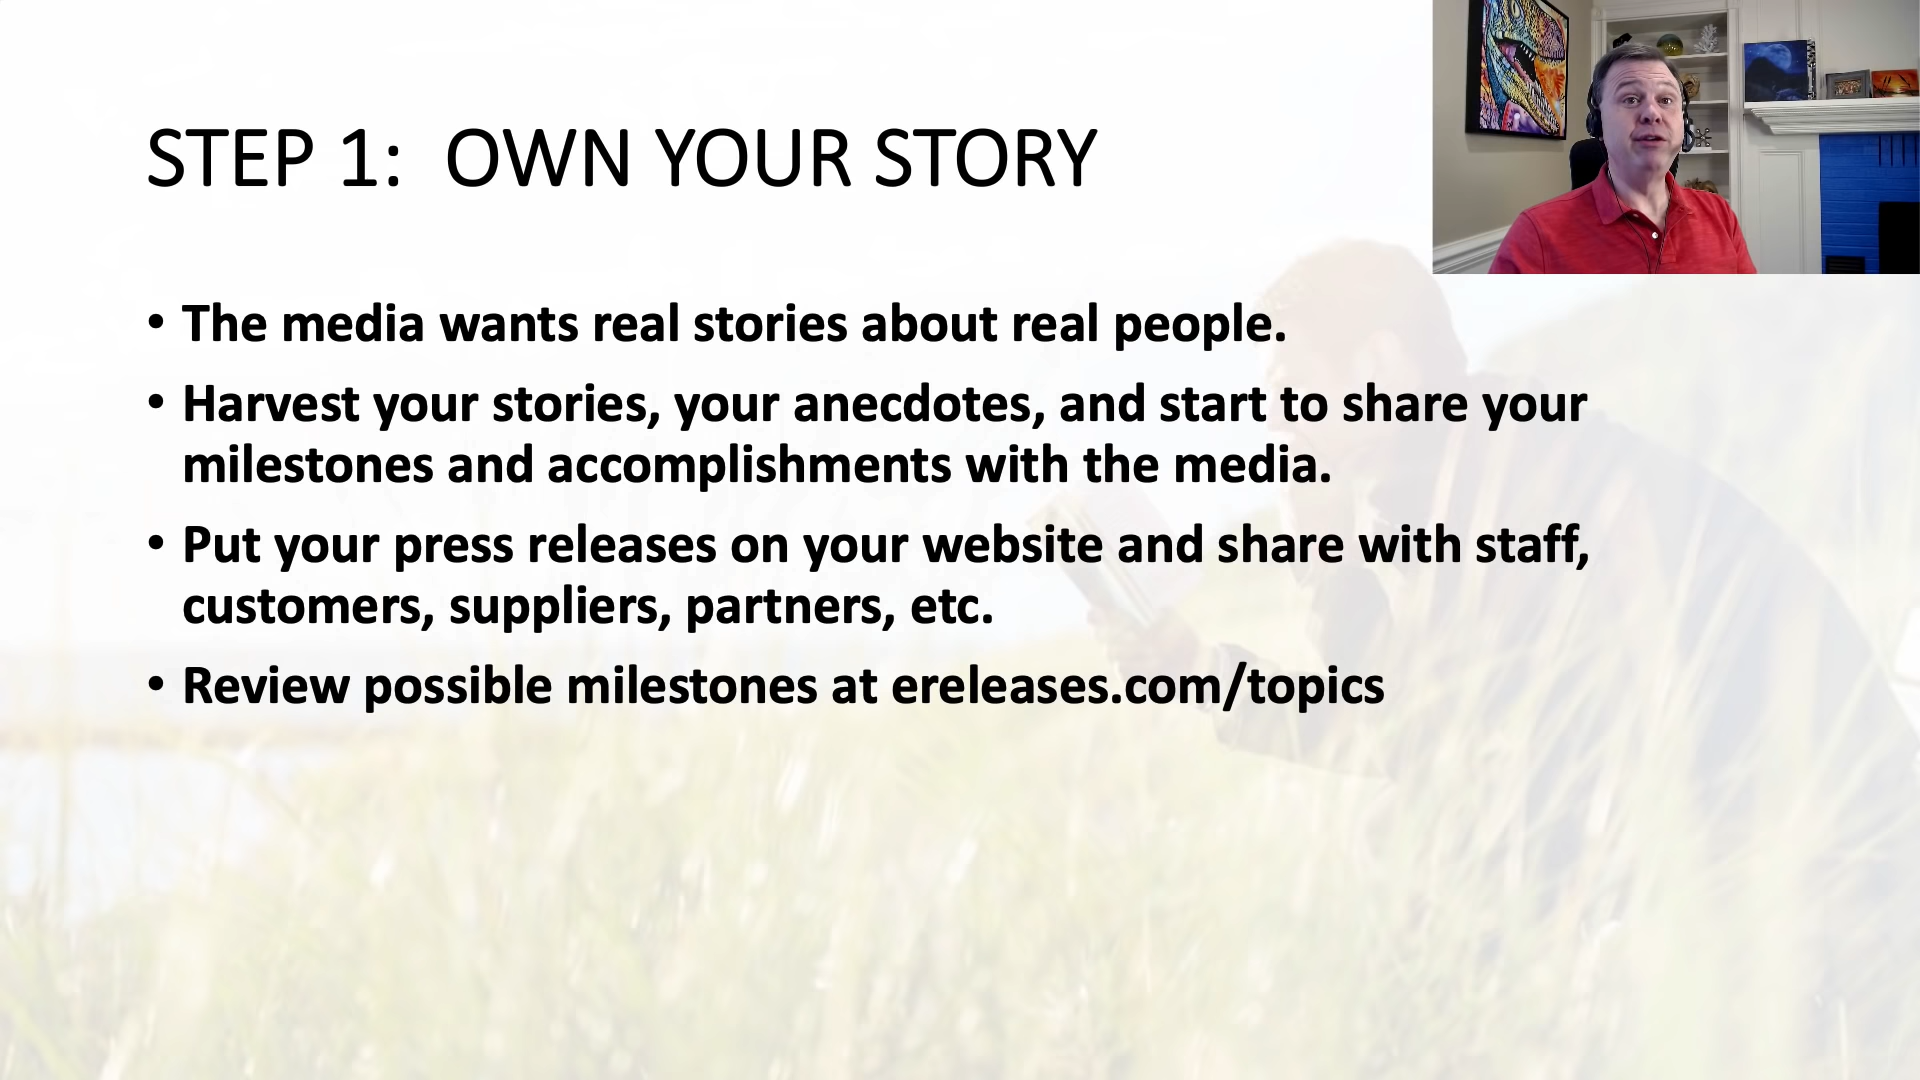 STEP 1:  OWN YOUR STORY
• The media wants real stories about real people.
• Harvest your stories, your anecdotes, and start to share your
milestones and accomplishments with the media.
• Put your press releases on your website and share with staff,
customers, suppliers, partners, etc.
• Review possible milestones at ereleases.com/topics